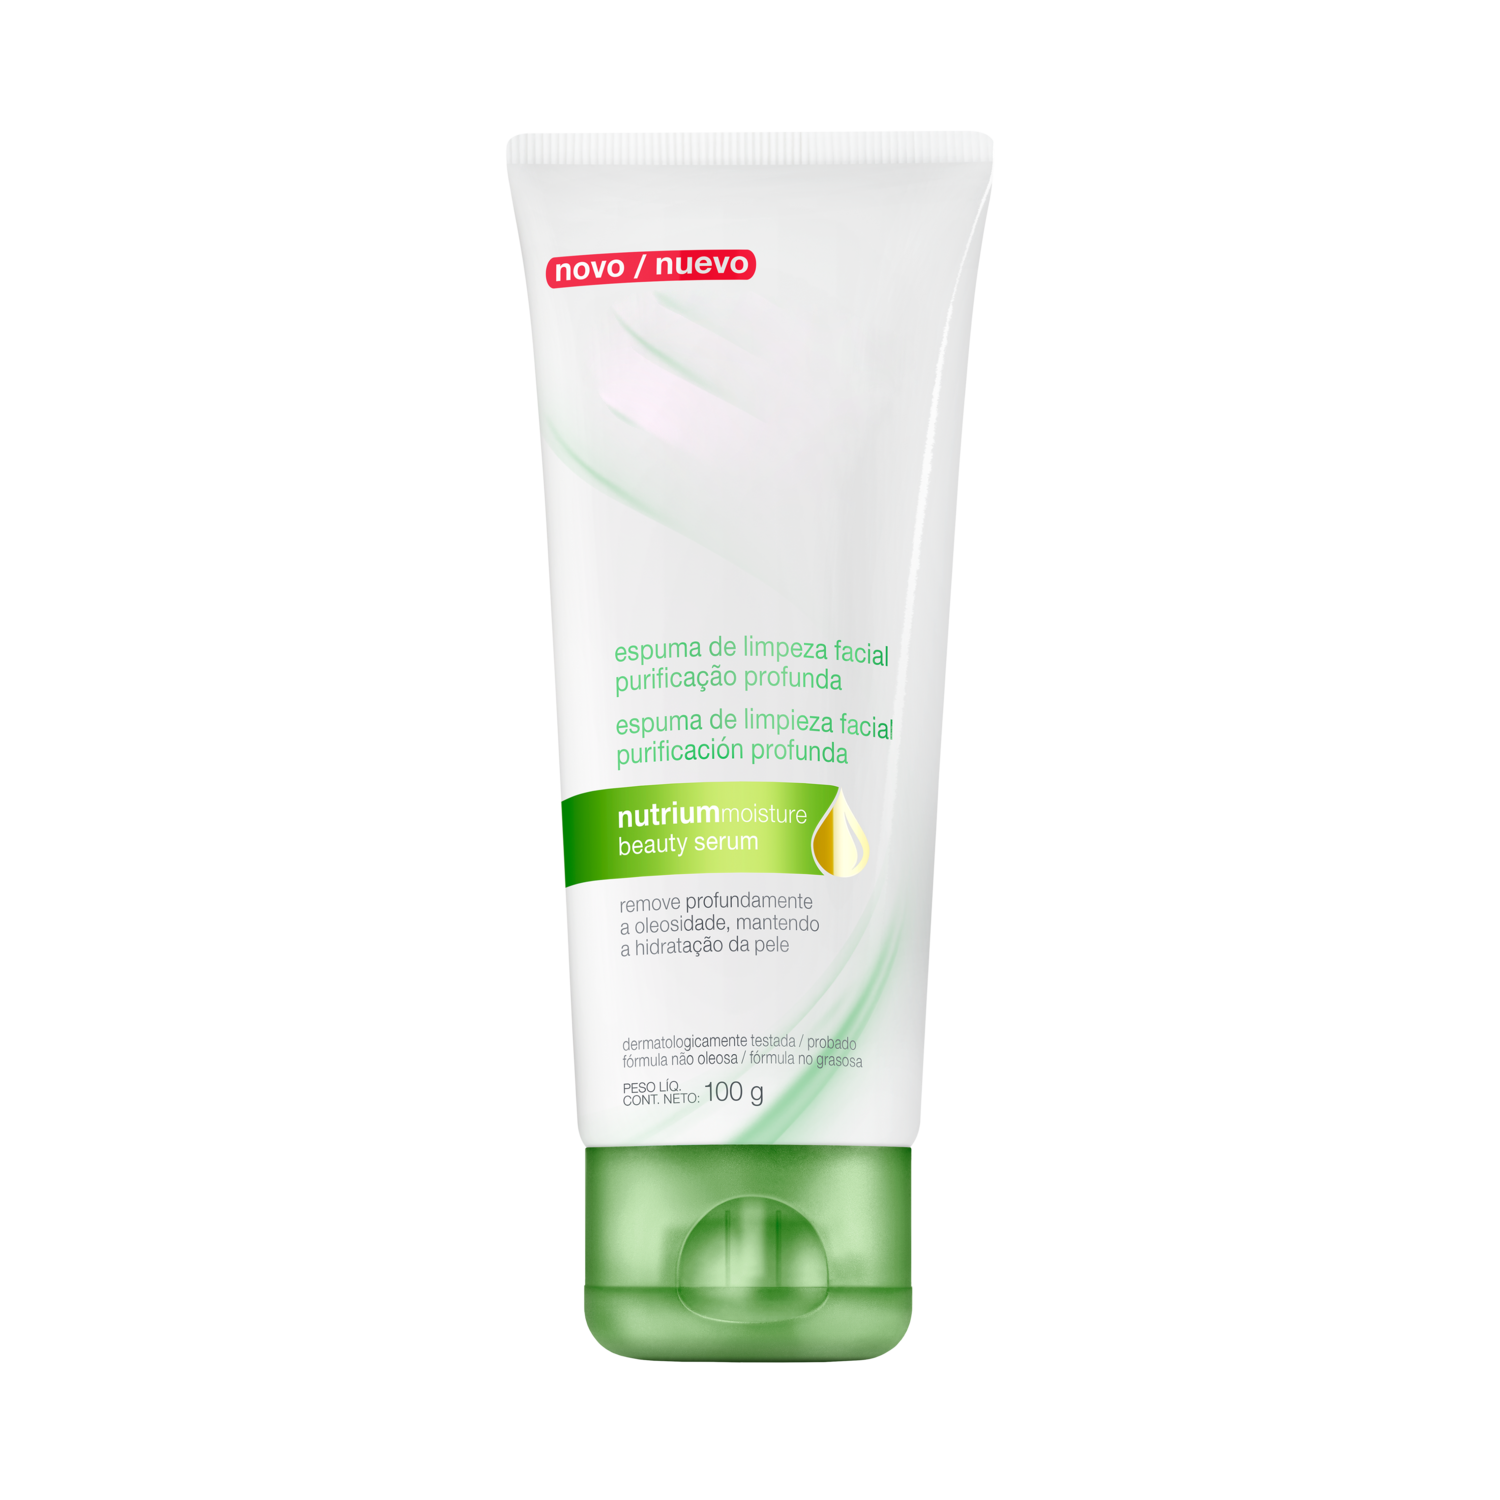 novo / nuevo
espuma de limpeza facial
purificação profunda
espuma de limpieza facial
purificación profunda
nutriummoisture
beauty serum
remove profundamente
a oleosidade, mantendo
a hidratação da pele
dermatologicamente testada / probado
fórmula não oleosa / fórmula no grasosa
PESO LÍQ.
CONT. NETO: 100 g